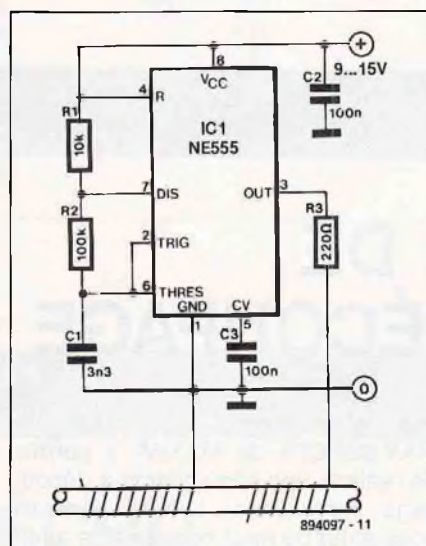 8
VCC
+
9...15V
4
R
C2
100n
R1
10k
IC1
NE555
7
DIS
OUT
3
R2
100k
2
TRIG
R3
220Ω
6
THRES
GND
CV
1
5
C1
3n3
C3
100n
0
894097 - 11
DE